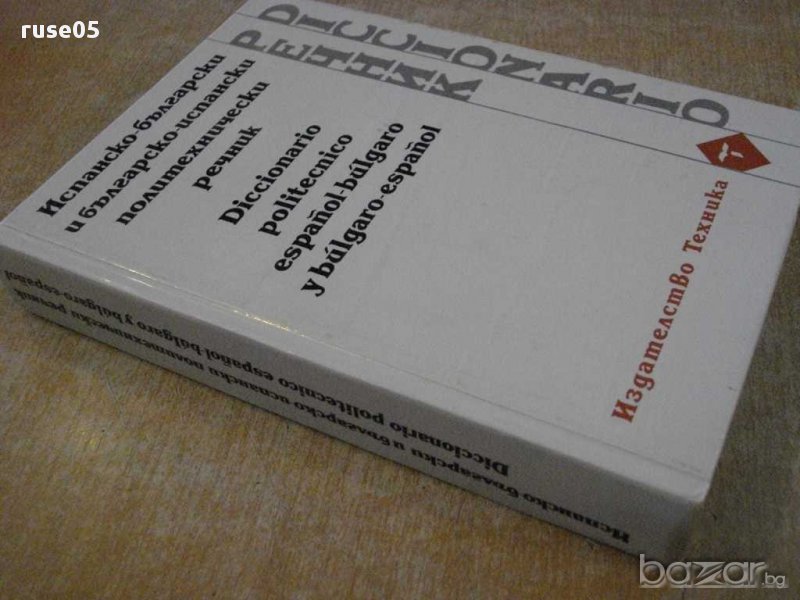 ruse05
DICCIONARIO
РЕЧНИК
Испанско-български
и българско-испански
политехнически
речник
Diccionario
politecnico
español-búlgaro
y búlgaro-español
Издателство Техника
Испанско български и българско испански политехнически речник
Diccionario politecnico español búlgaro y búlgaro-español
bazar.bg